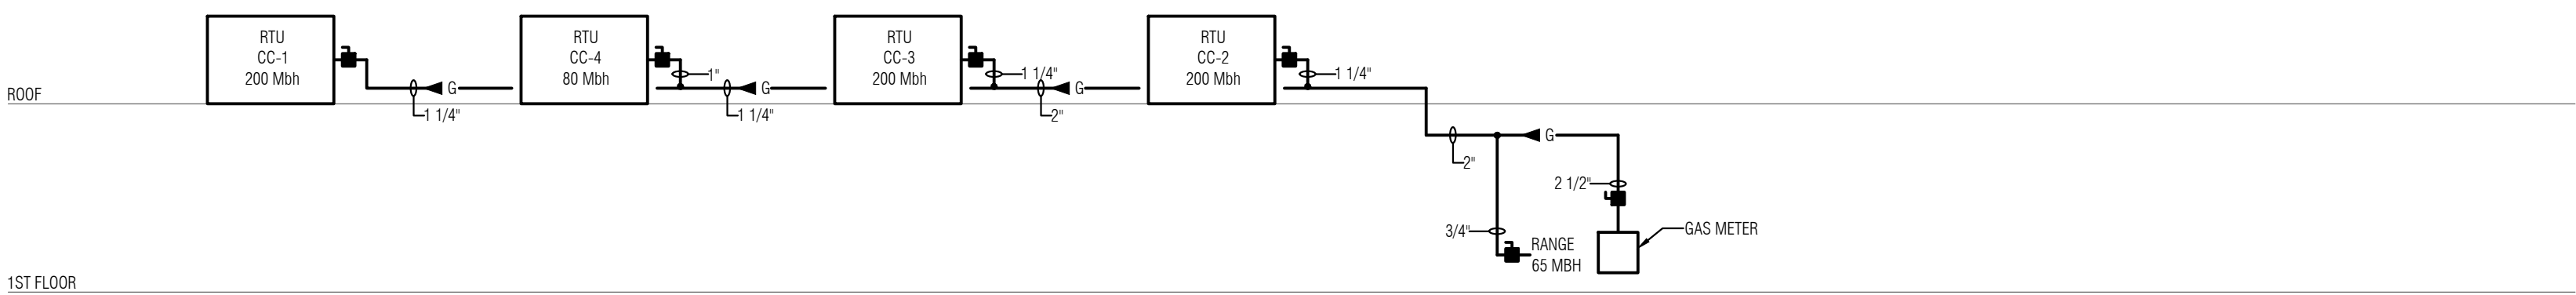 RTU
CC-1
200 Mbh
RTU
CC-4
80 Mbh
RTU
CC-3
200 Mbh
RTU
CC-2
200 Mbh
1"
1 1/4"
1 1/4"
ROOF
G
G
G
1 1/4"
1 1/4"
2"
G
2"
2 1/2"
3/4"
GAS METER
RANGE
65 MBH
1ST FLOOR